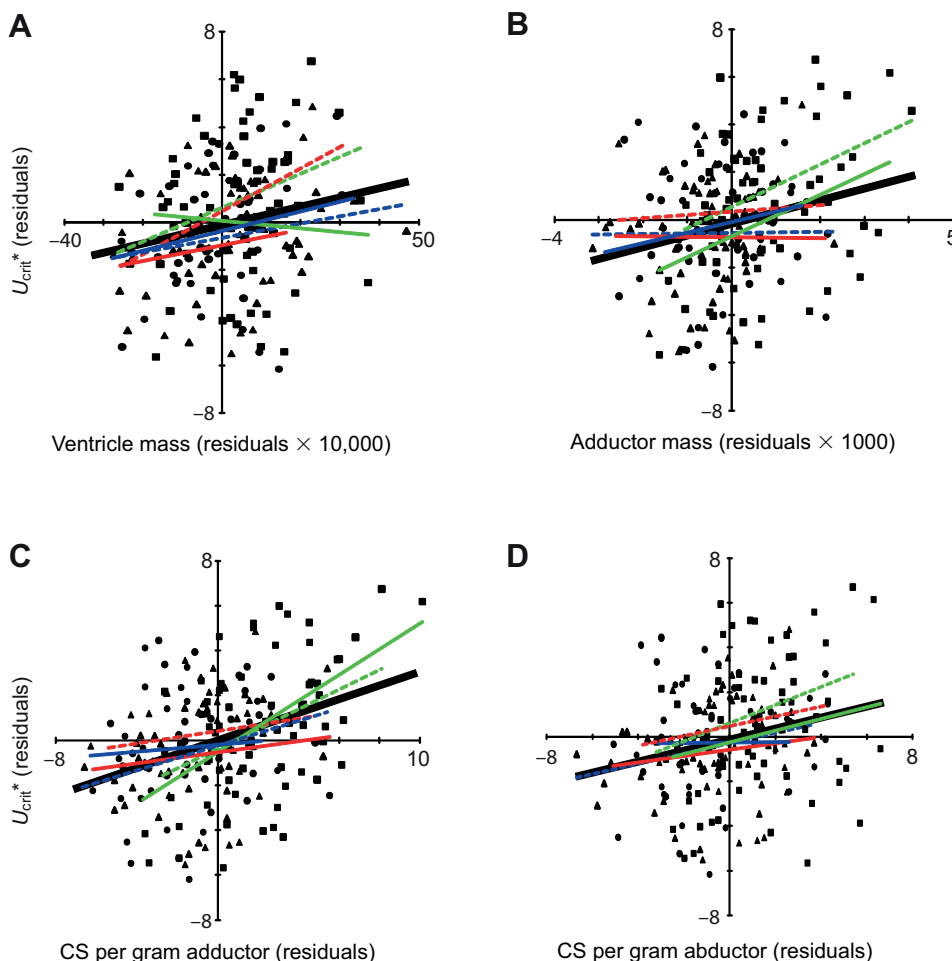 A
8
U_crit* (residuals)
–40
50
–8
Ventricle mass (residuals × 10,000)
B
8
–4
5
–8
Adductor mass (residuals × 1000)
C
8
U_crit* (residuals)
–8
10
–8
CS per gram adductor (residuals)
D
8
–8
8
–8
CS per gram abductor (residuals)